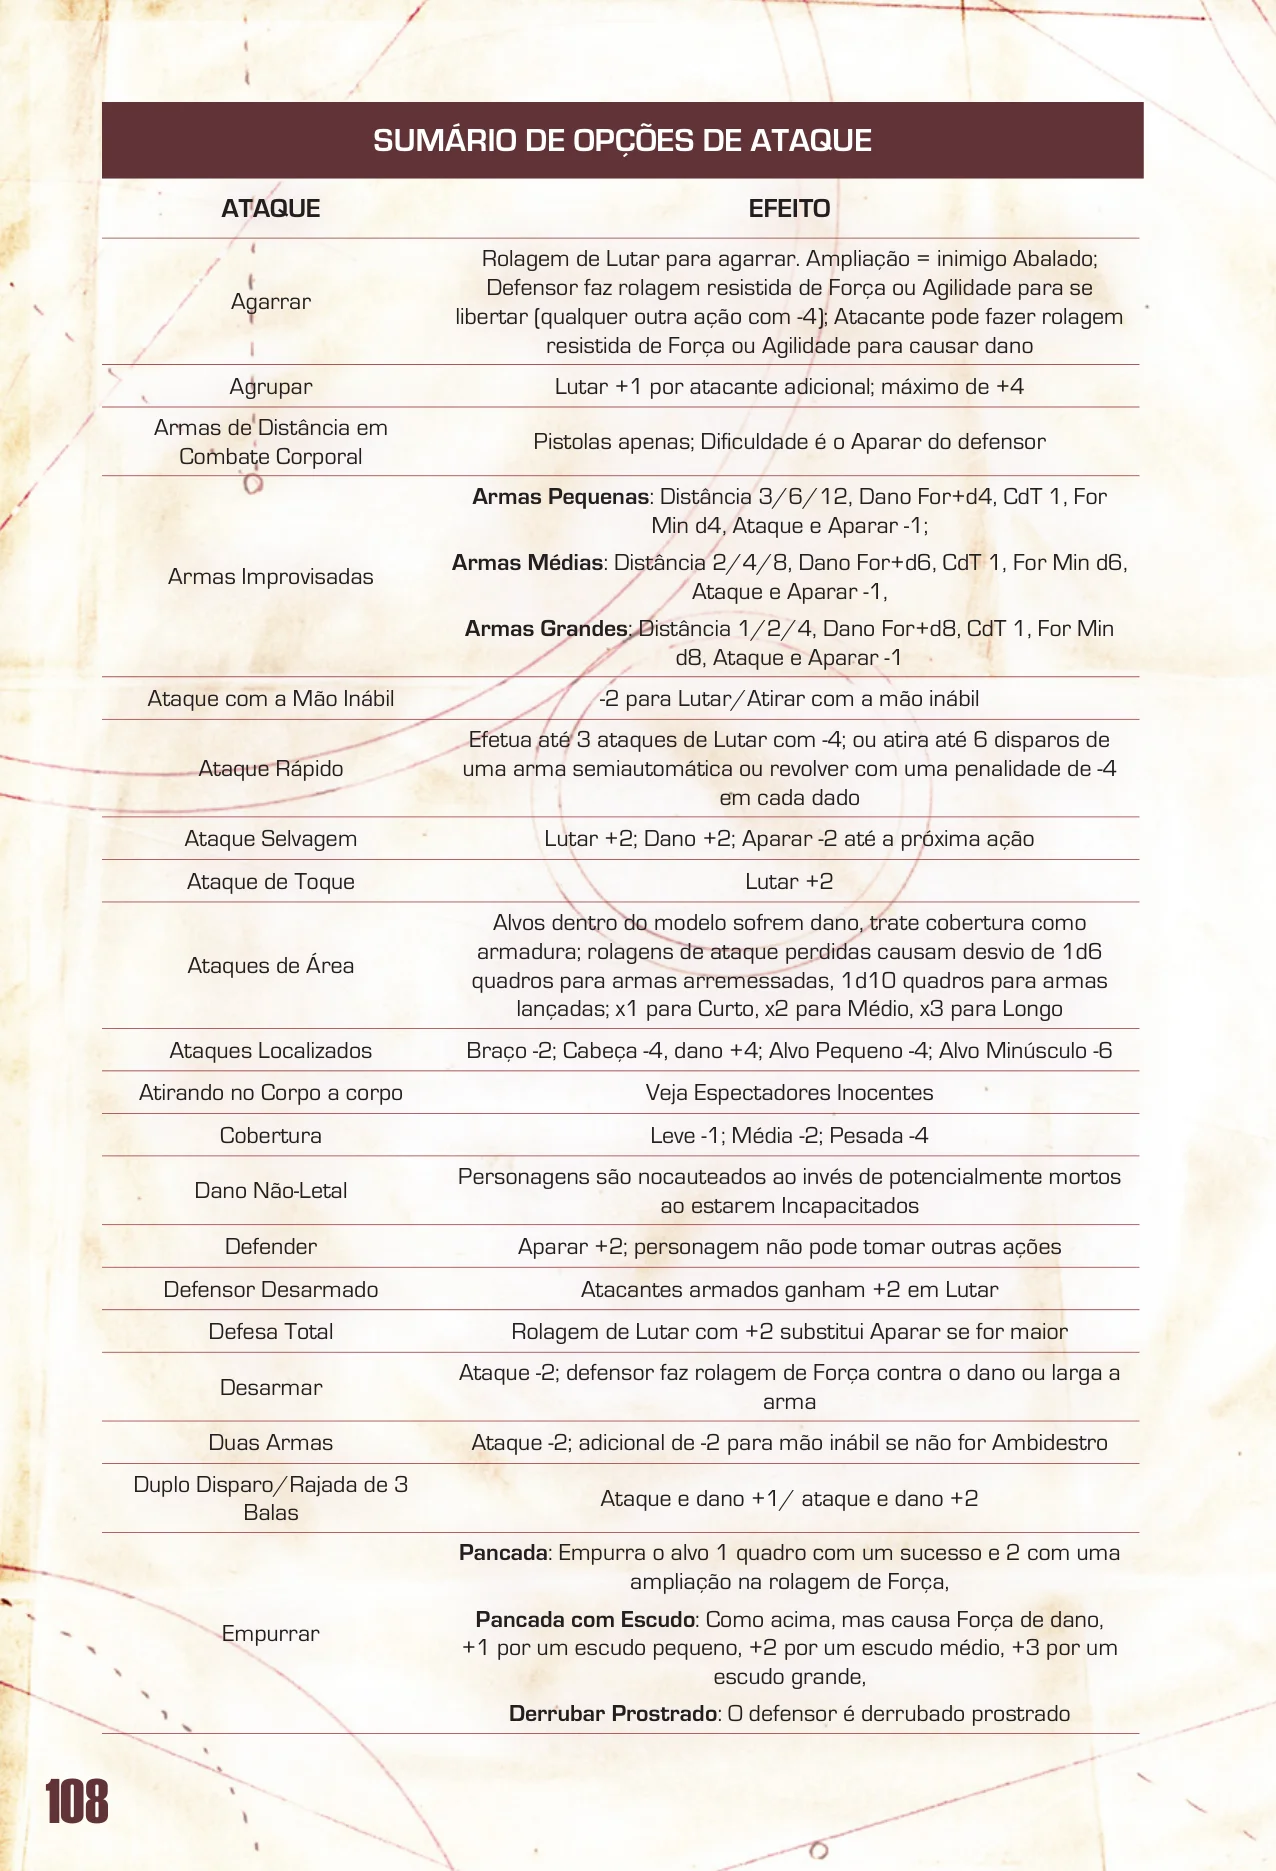 SUMÁRIO DE OPÇÕES DE ATAQUE
ATAQUE
EFEITO
Agarrar
Rolagem de Lutar para agarrar. Ampliação = inimigo Abalado;
Defensor faz rolagem resistida de Força ou Agilidade para se
libertar (qualquer outra ação com -4); Atacante pode fazer rolagem
resistida de Força ou Agilidade para causar dano
Agrupar
Lutar +1 por atacante adicional; máximo de +4
Armas de Distância em
Combate Corporal
Pistolas apenas; Dificuldade é o Aparar do defensor
Armas Improvisadas
Armas Pequenas: Distância 3/6/12, Dano For+d4, CdT 1, For
Min d4, Ataque e Aparar -1;
Armas Médias: Distância 2/4/8, Dano For+d6, CdT 1, For Min d6,
Ataque e Aparar -1,
Armas Grandes: Distância 1/2/4, Dano For+d8, CdT 1, For Min
d8, Ataque e Aparar -1
Ataque com a Mão Inábil
-2 para Lutar/Atirar com a mão inábil
Ataque Rápido
Efetua até 3 ataques de Lutar com -4; ou atira até 6 disparos de
uma arma semiautomática ou revolver com uma penalidade de -4
em cada dado
Ataque Selvagem
Lutar +2; Dano +2; Aparar -2 até a próxima ação
Ataque de Toque
Lutar +2
Ataques de Área
Alvos dentro do modelo sofrem dano, trate cobertura como
armadura; rolagens de ataque perdidas causam desvio de 1d6
quadros para armas arremessadas, 1d10 quadros para armas
lançadas; x1 para Curto, x2 para Médio, x3 para Longo
Ataques Localizados
Braço -2; Cabeça -4, dano +4; Alvo Pequeno -4; Alvo Minúsculo -6
Atirando no Corpo a corpo
Veja Espectadores Inocentes
Cobertura
Leve -1; Média -2; Pesada -4
Dano Não-Letal
Personagens são nocauteados ao invés de potencialmente mortos
ao estarem Incapacitados
Defender
Aparar +2; personagem não pode tomar outras ações
Defensor Desarmado
Atacantes armados ganham +2 em Lutar
Defesa Total
Rolagem de Lutar com +2 substitui Aparar se for maior
Desarmar
Ataque -2; defensor faz rolagem de Força contra o dano ou larga a
arma
Duas Armas
Ataque -2; adicional de -2 para mão inábil se não for Ambidestro
Duplo Disparo/Rajada de 3
Balas
Ataque e dano +1/ ataque e dano +2
Empurrar
Pancada: Empurra o alvo 1 quadro com um sucesso e 2 com uma
ampliação na rolagem de Força,
Pancada com Escudo: Como acima, mas causa Força de dano,
+1 por um escudo pequeno, +2 por um escudo médio, +3 por um
escudo grande,
Derrubar Prostrado: O defensor é derrubado prostrado
108